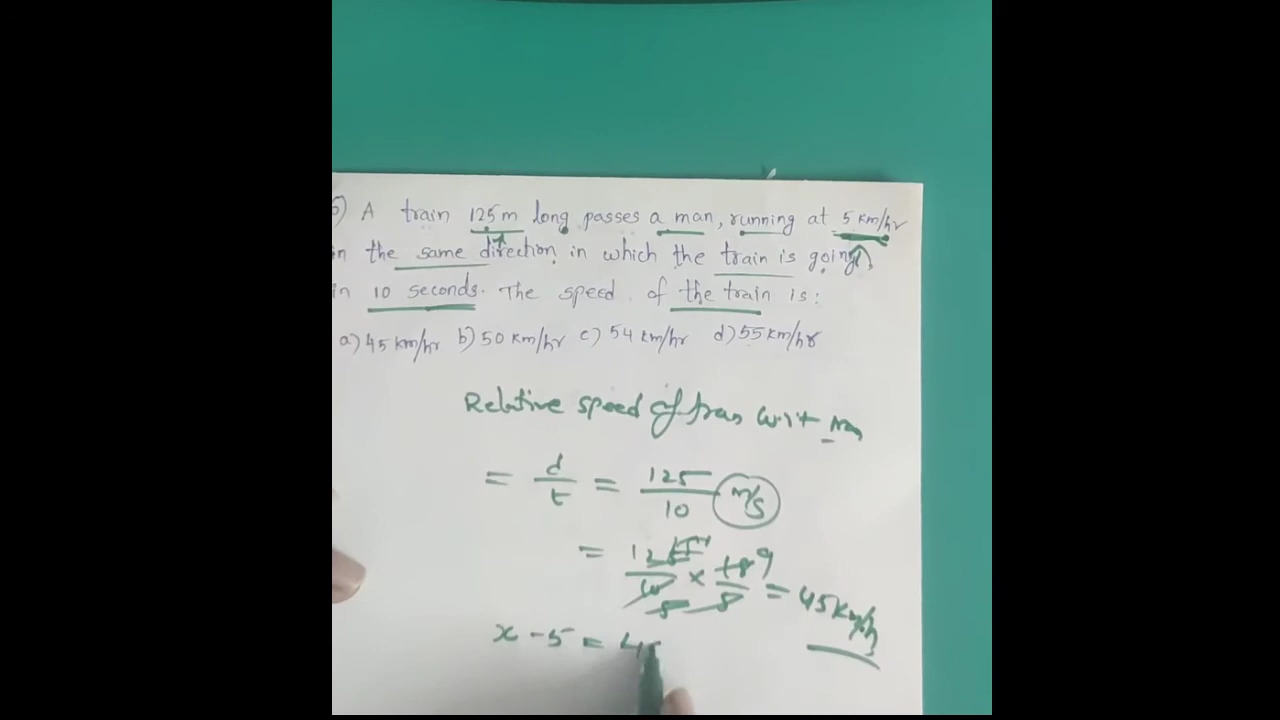 5) A train 125m long passes a man, running at 5 km/hr
in the same direction in which the train is going,
in 10 seconds. The speed of the train is:
a) 45 km/hr b) 50 km/hr c) 54 km/hr d) 55 km/hr
Relative speed of train w.r.t man
= d/t = 125/10 m/s
= 125/10 × 18/5 = 45 km/h
x - 5 = 45